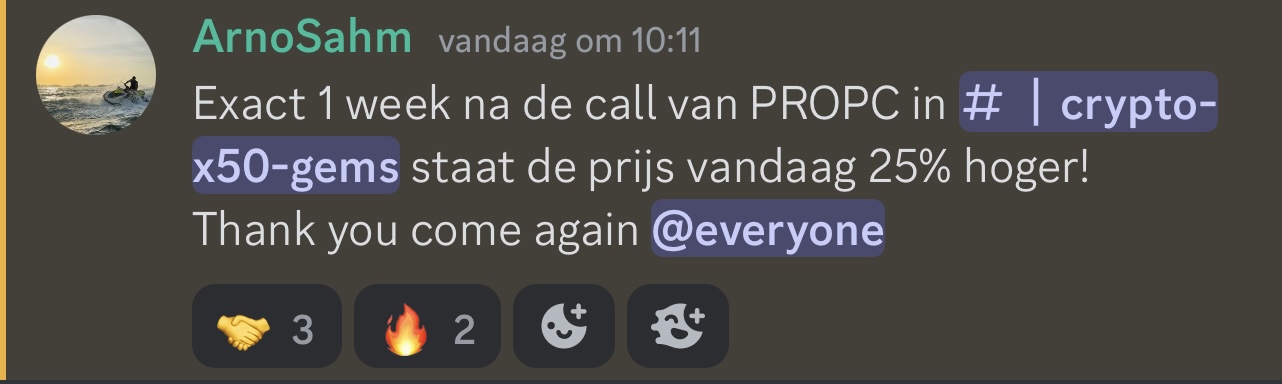 ArnoSahm vandaag om 10:11
Exact 1 week na de call van PROPC in # | crypto-
x50-gems staat de prijs vandaag 25% hoger!
Thank you come again @everyone
3 2